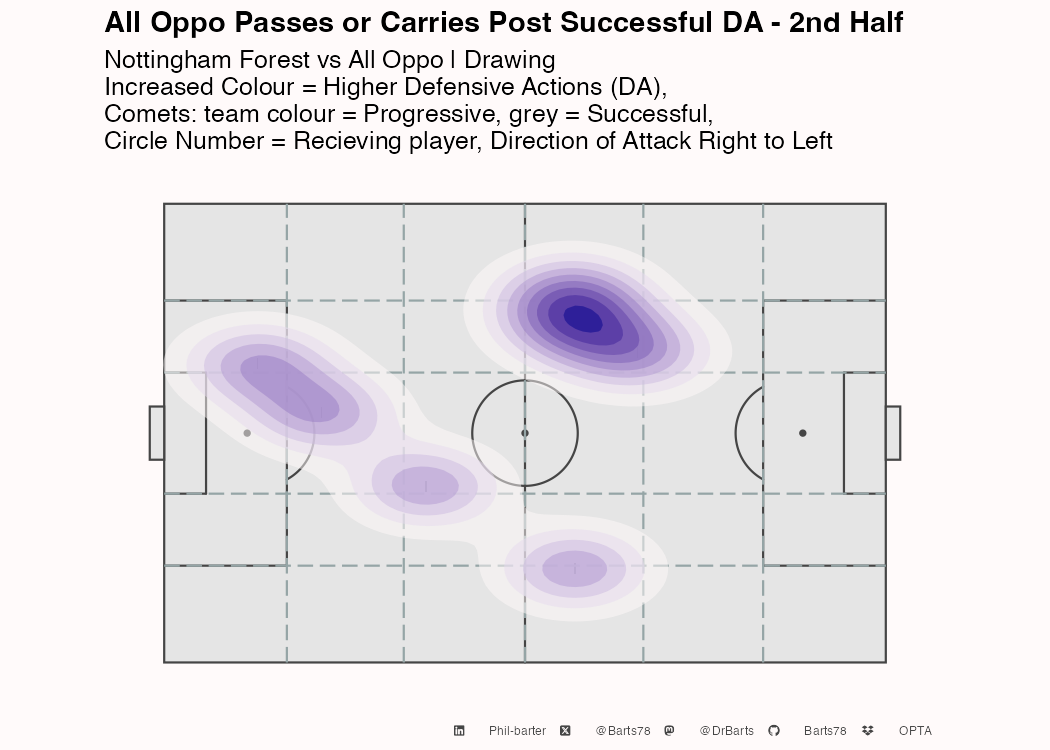 All Oppo Passes or Carries Post Successful DA - 2nd Half
Nottingham Forest vs All Oppo | Drawing
Increased Colour = Higher Defensive Actions (DA),
Comets: team colour = Progressive, grey = Successful,
Circle Number = Recieving player, Direction of Attack Right to Left
Phil-barter @Barts78 @DrBarts Barts78 OPTA